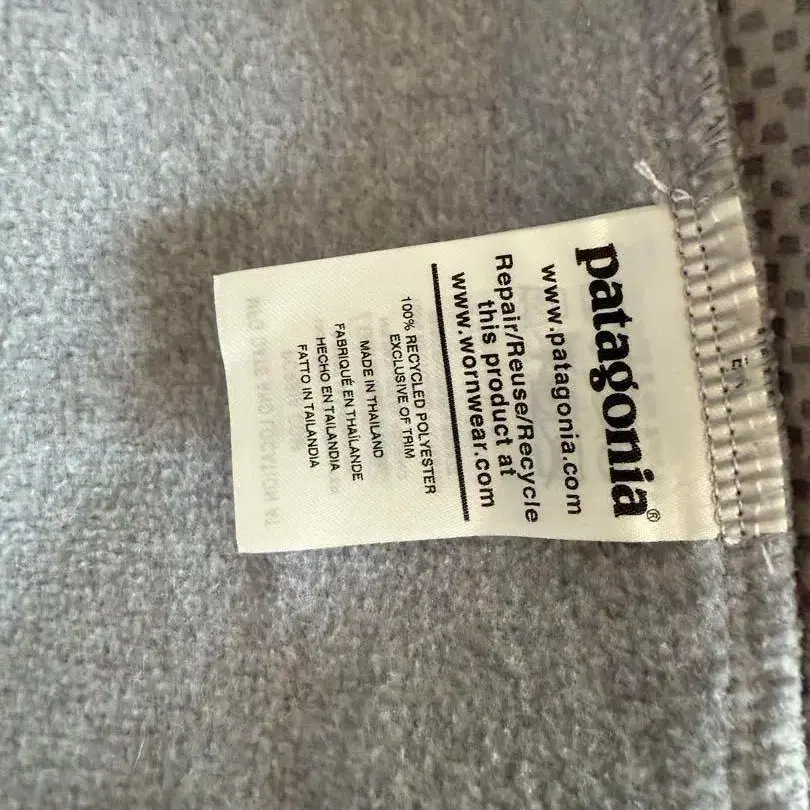 patagonia®
www.patagonia.com
Repair/Reuse/Recycle
this product at
www.wornwear.com
100% RECYCLED POLYESTER
EXCLUSIVE OF TRIM
MADE IN THAILAND
FABRIQUÉ EN THAÏLANDE
HECHO EN TAILANDIA
FATTO IN TAILANDIA